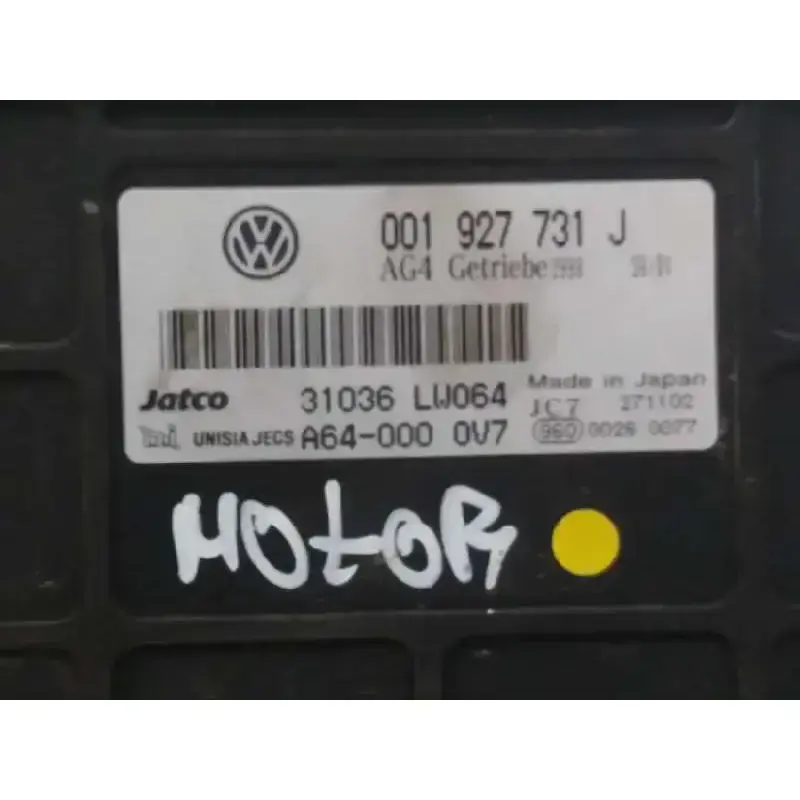 001 927 731 J
AG4 Getriebe
Jatco 31036 LW064 Made in Japan
JC7 271102
UNISIA JECS A64-000 0V7 960 0026 0077
MOtOR